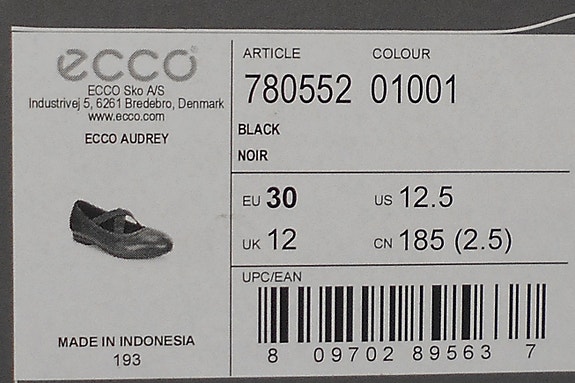 ecco
ECCO Sko A/S
Industrivej 5, 6261 Bredebro, Denmark
www.ecco.com
ECCO AUDREY
MADE IN INDONESIA
193
ARTICLE COLOUR
780552 01001
BLACK
NOIR
EU 30 US 12.5
UK 12 CN 185 (2.5)
UPC/EAN
8 09702 89563 7